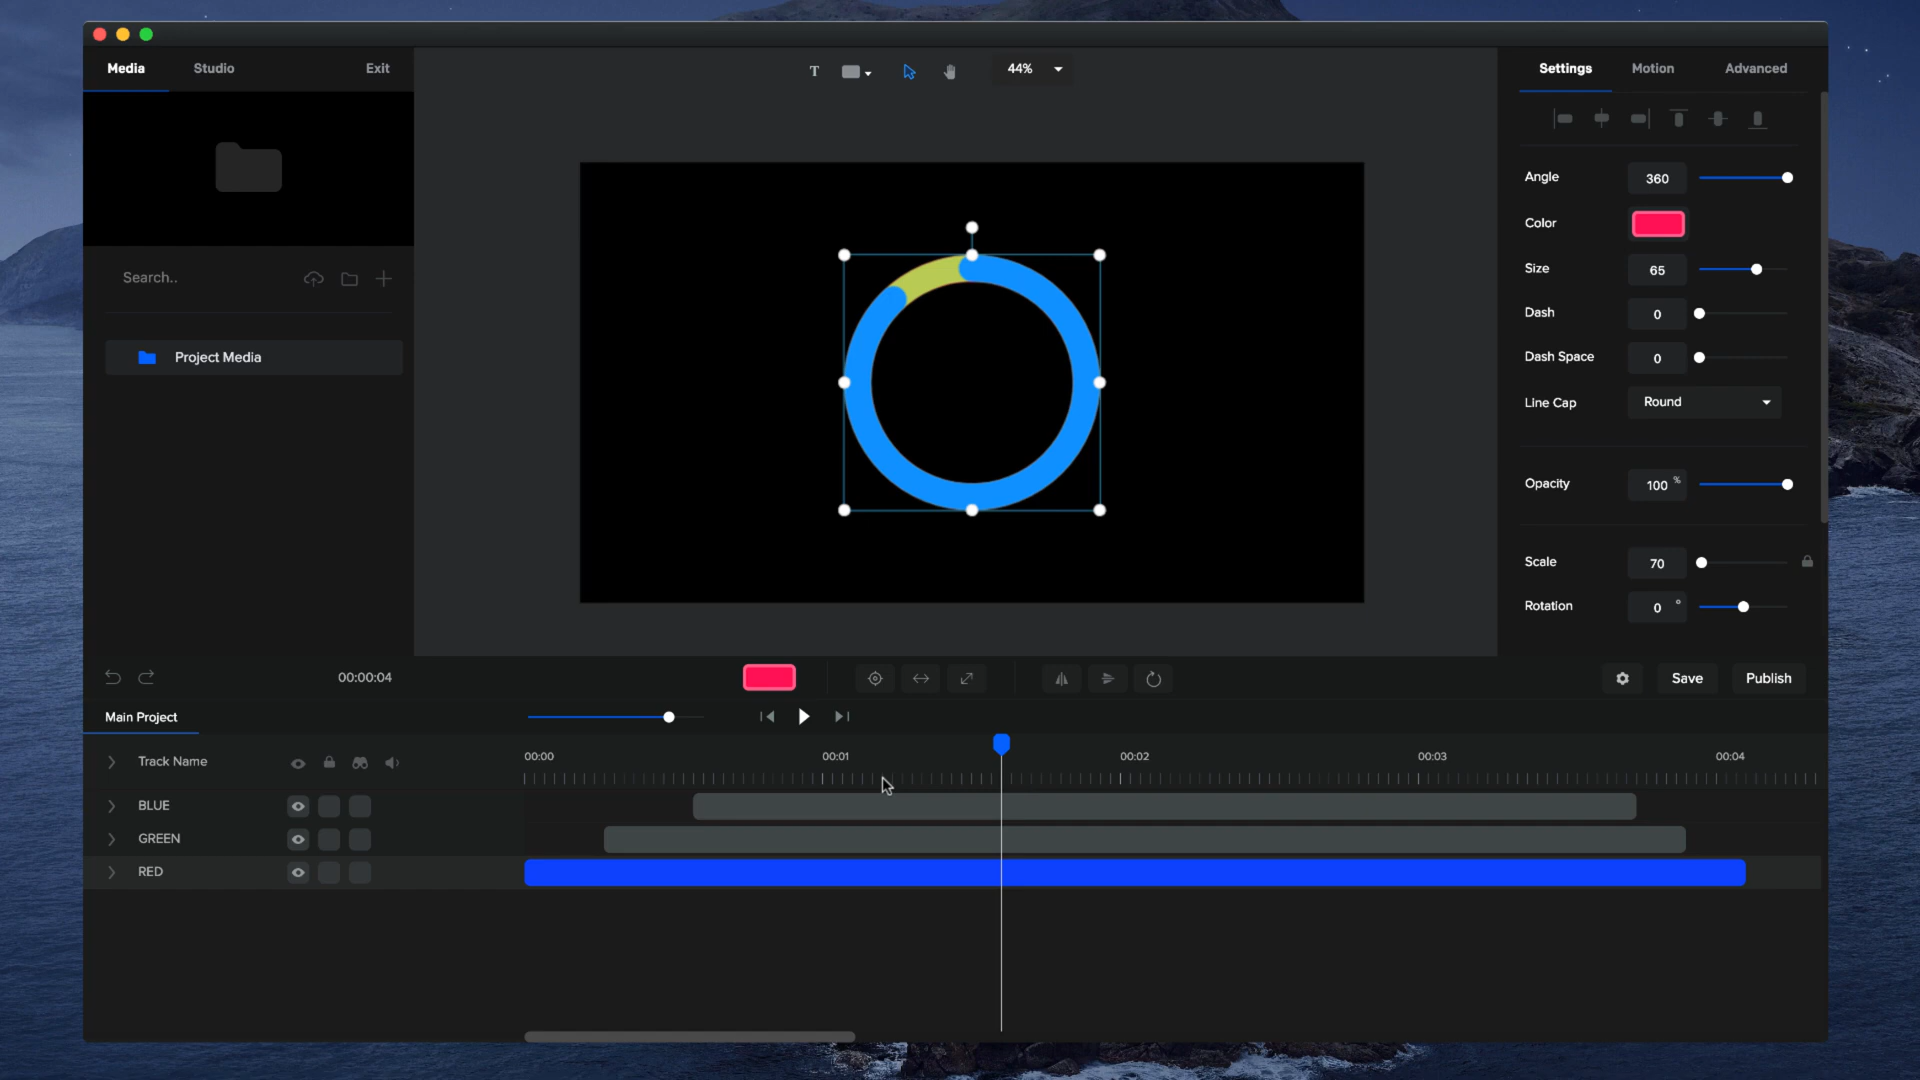 Media Studio Exit
T 44%
Settings Motion Advanced
Search..
Project Media
Angle 360
Color
Size 65
Dash 0
Dash Space 0
Line Cap Round
Opacity 100 %
Scale 70
Rotation 0 °
00:00:04
Save Publish
Main Project
Track Name
00:00 00:01 00:02 00:03 00:04
BLUE
GREEN
RED